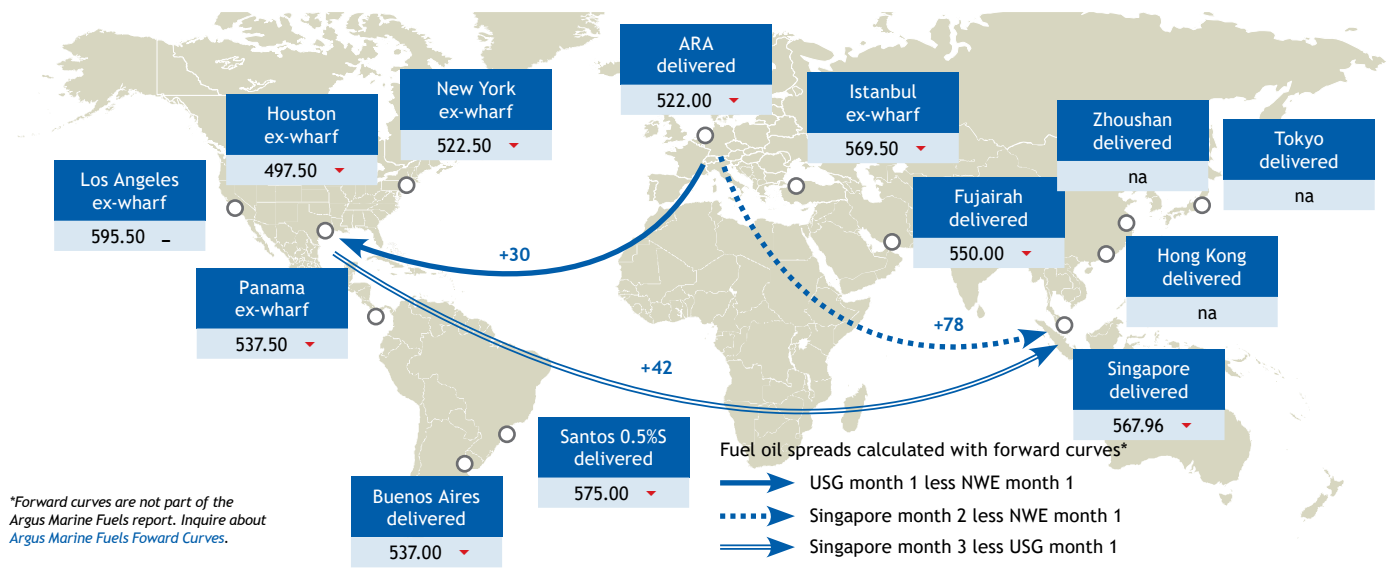 ARA
delivered
522.00
New York
ex-wharf
522.50
Istanbul
ex-wharf
569.50
Houston
ex-wharf
497.50
Zhoushan
delivered
na
Tokyo
delivered
na
Los Angeles
ex-wharf
595.50 –
Fujairah
delivered
550.00
Hong Kong
delivered
na
+30
Panama
ex-wharf
537.50
+78
+42
Singapore
delivered
567.96
Santos 0.5%S
delivered
575.00
Buenos Aires
delivered
537.00
Fuel oil spreads calculated with forward curves*
USG month 1 less NWE month 1
Singapore month 2 less NWE month 1
Singapore month 3 less USG month 1
*Forward curves are not part of the
Argus Marine Fuels report. Inquire about
Argus Marine Fuels Foward Curves.